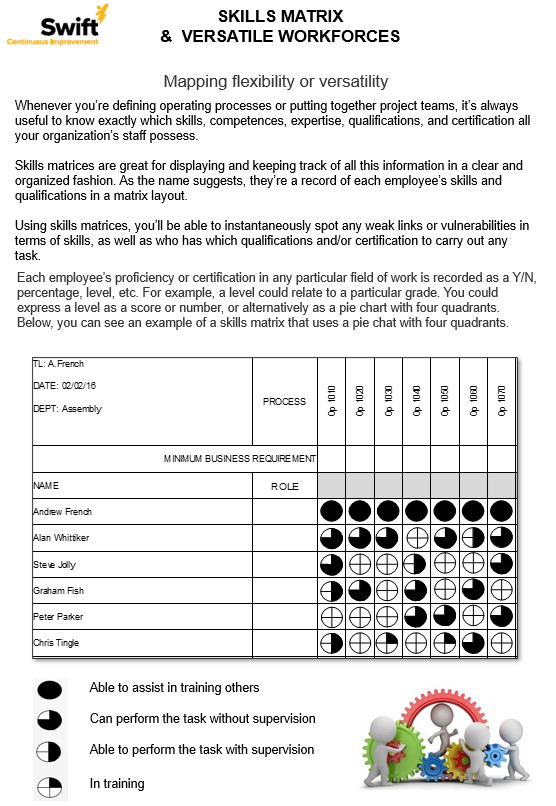 Swift
Continuous Improvement
SKILLS MATRIX
& VERSATILE WORKFORCES
Mapping flexibility or versatility
Whenever you’re defining operating processes or putting together project teams, it’s always
useful to know exactly which skills, competences, expertise, qualifications, and certification all
your organization’s staff possess.
Skills matrices are great for displaying and keeping track of all this information in a clear and
organized fashion. As the name suggests, they’re a record of each employee’s skills and
qualifications in a matrix layout.
Using skills matrices, you’ll be able to instantaneously spot any weak links or vulnerabilities in
terms of skills, as well as who has which qualifications and/or certification to carry out any
task.
Each employee’s proficiency or certification in any particular field of work is recorded as a Y/N,
percentage, level, etc. For example, a level could relate to a particular grade. You could
express a level as a score or number, or alternatively as a pie chart with four quadrants.
Below, you can see an example of a skills matrix that uses a pie chat with four quadrants.
TL: A.French
DATE: 02/02/16
DEPT: Assembly
PROCESS
Op 1010
Op 1020
Op 1030
Op 1040
Op 1050
Op 1060
Op 1070
MINIMUM BUSINESS REQUIREMENT
NAME ROLE
Andrew French
Alan Whittiker
Steve Jolly
Graham Fish
Peter Parker
Chris Tingle
Able to assist in training others
Can perform the task without supervision
Able to perform the task with supervision
In training